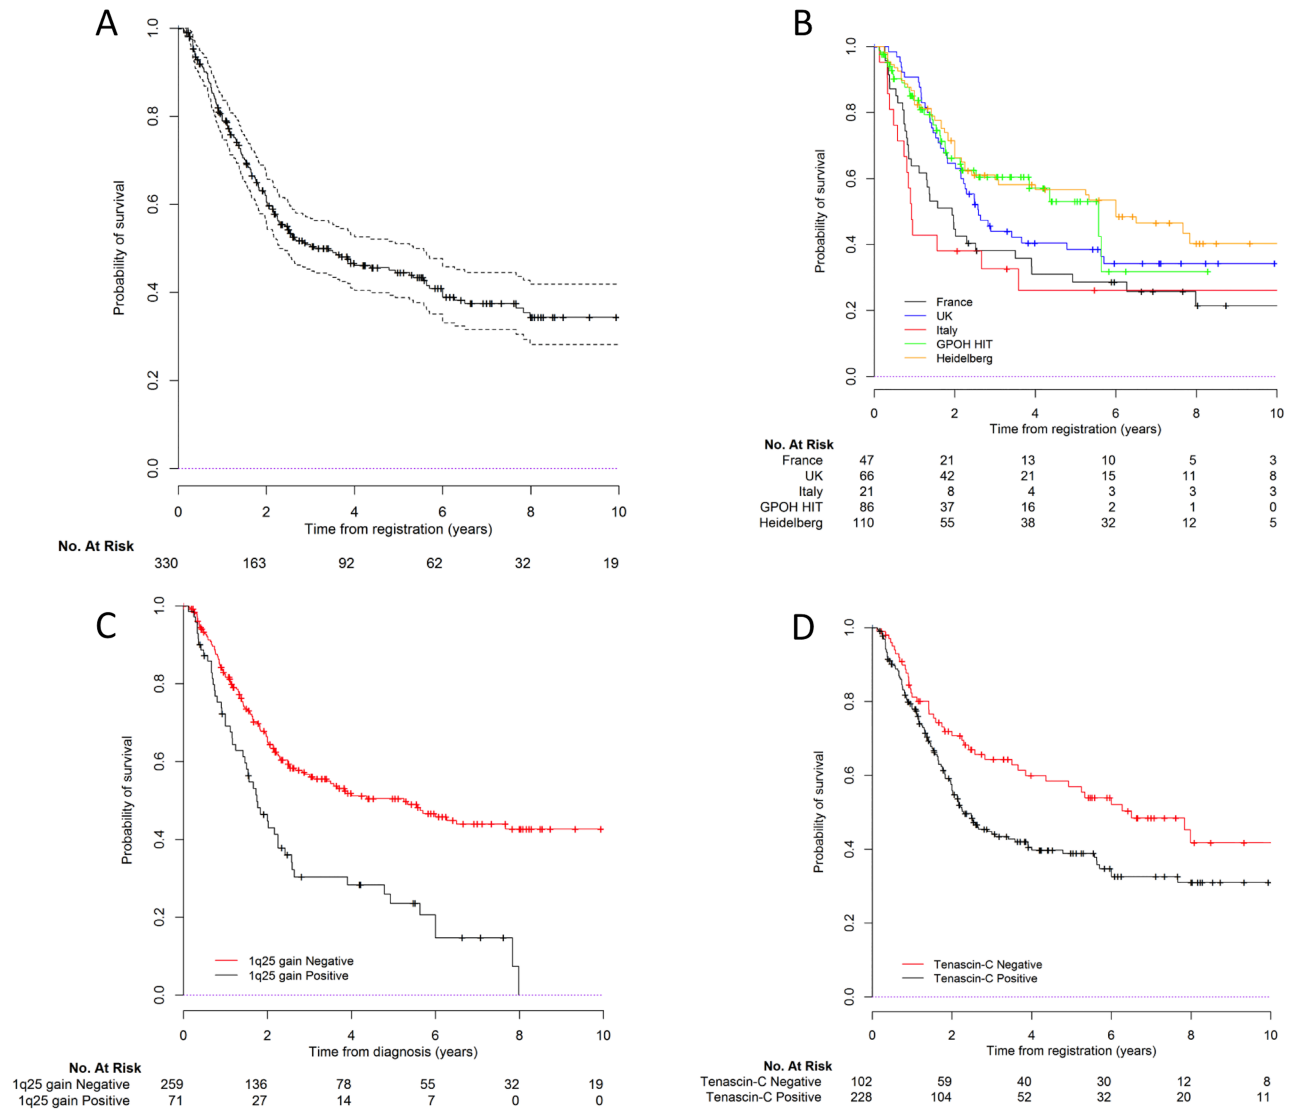 A
Probability of survival
1.0
0.8
0.6
0.4
0.2
0.0
0 2 4 6 8 10
Time from registration (years)
No. At Risk
330 163 92 62 32 19
B
Probability of survival
1.0
0.8
0.6
0.4
0.2
0.0
France
UK
Italy
GPOH HIT
Heidelberg
0 2 4 6 8 10
Time from registration (years)
No. At Risk
France 47 21 13 10 5 3
UK 66 42 21 15 11 8
Italy 21 8 4 3 3 3
GPOH HIT 86 37 16 2 1 0
Heidelberg 110 55 38 32 12 5
C
Probability of survival
1.0
0.8
0.6
0.4
0.2
0.0
1q25 gain Negative
1q25 gain Positive
0 2 4 6 8 10
Time from diagnosis (years)
No. At Risk
1q25 gain Negative 259 136 78 55 32 19
1q25 gain Positive 71 27 14 7 0 0
D
Probability of survival
1.0
0.8
0.6
0.4
0.2
0.0
Tenascin-C Negative
Tenascin-C Positive
0 2 4 6 8 10
Time from registration (years)
No. At Risk
Tenascin-C Negative 102 59 40 30 12 8
Tenascin-C Positive 228 104 52 32 20 11